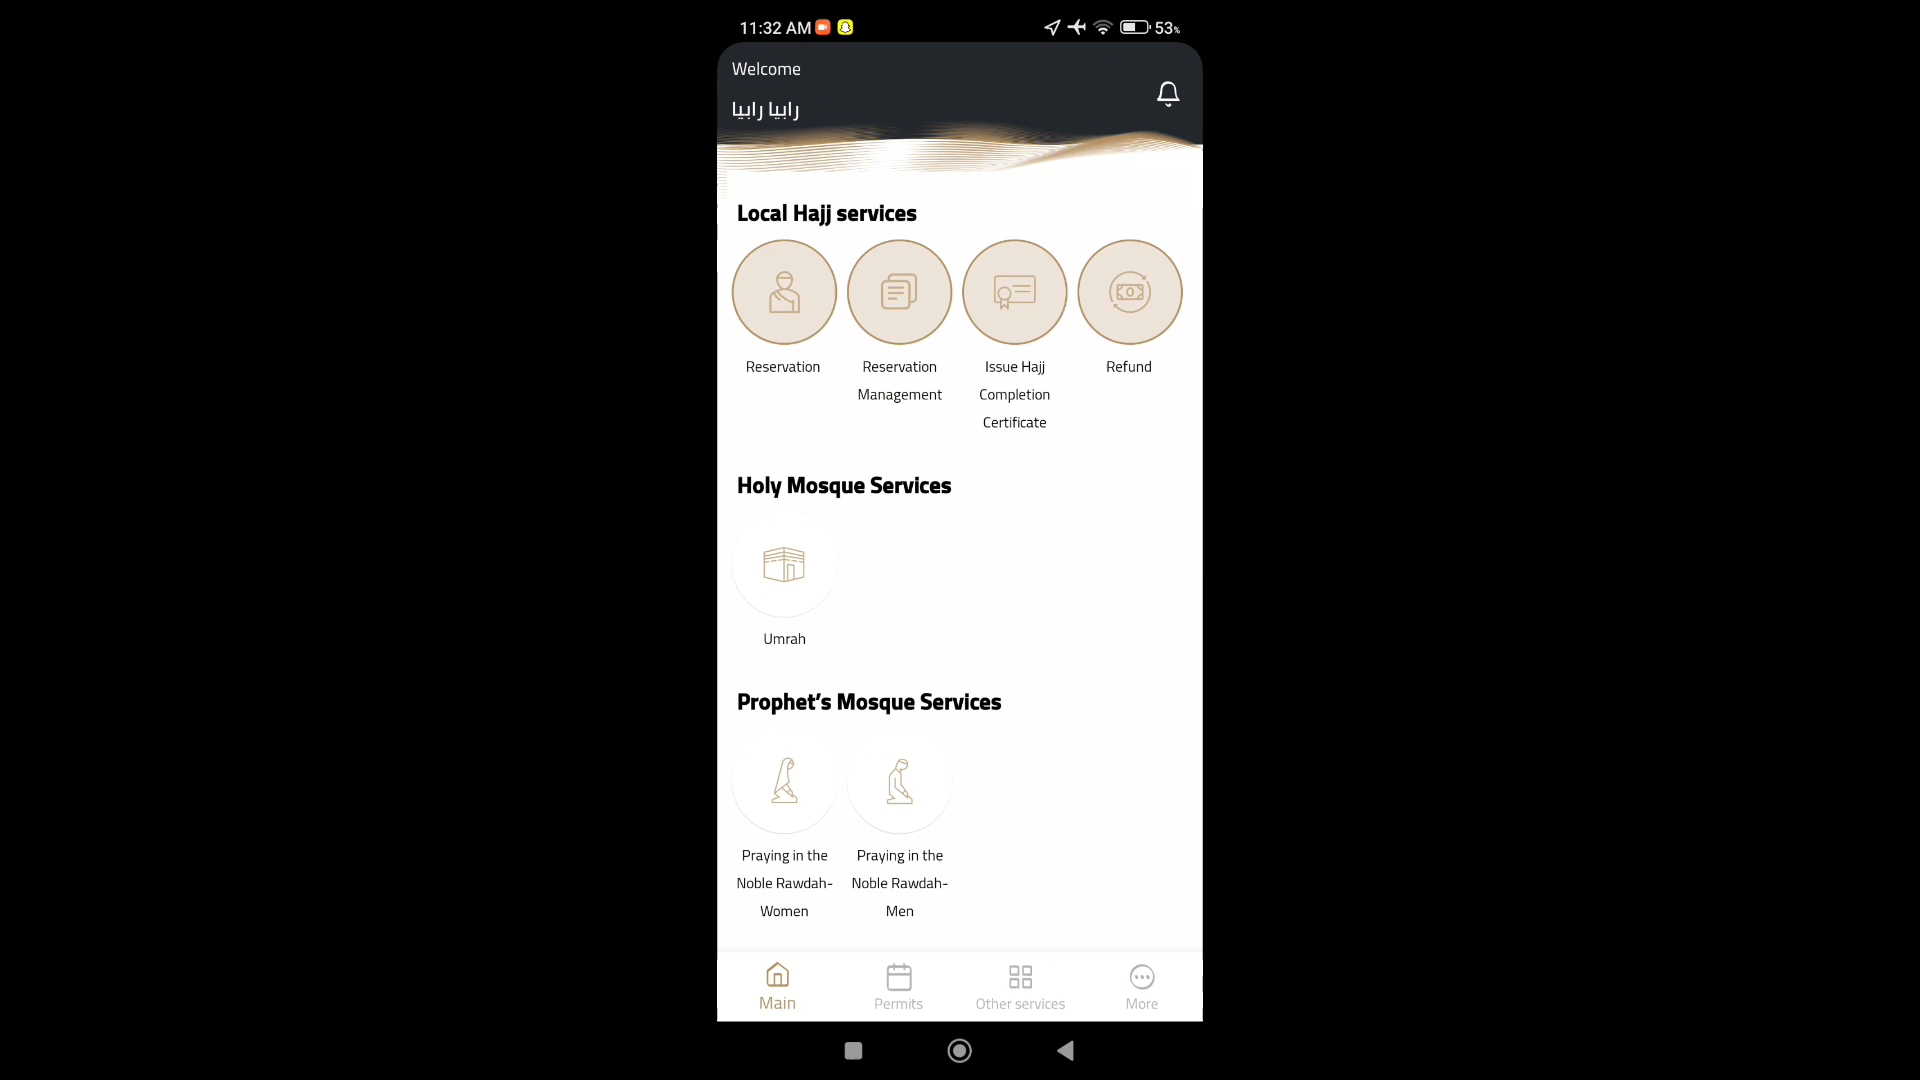 11:32 AM
53%
Welcome
رابيا رابيا
Local Hajj services
Reservation
Reservation
Management
Issue Hajj
Completion
Certificate
Refund
Holy Mosque Services
Umrah
Prophet’s Mosque Services
Praying in the
Noble Rawdah-
Women
Praying in the
Noble Rawdah-
Men
Main
Permits
Other services
More